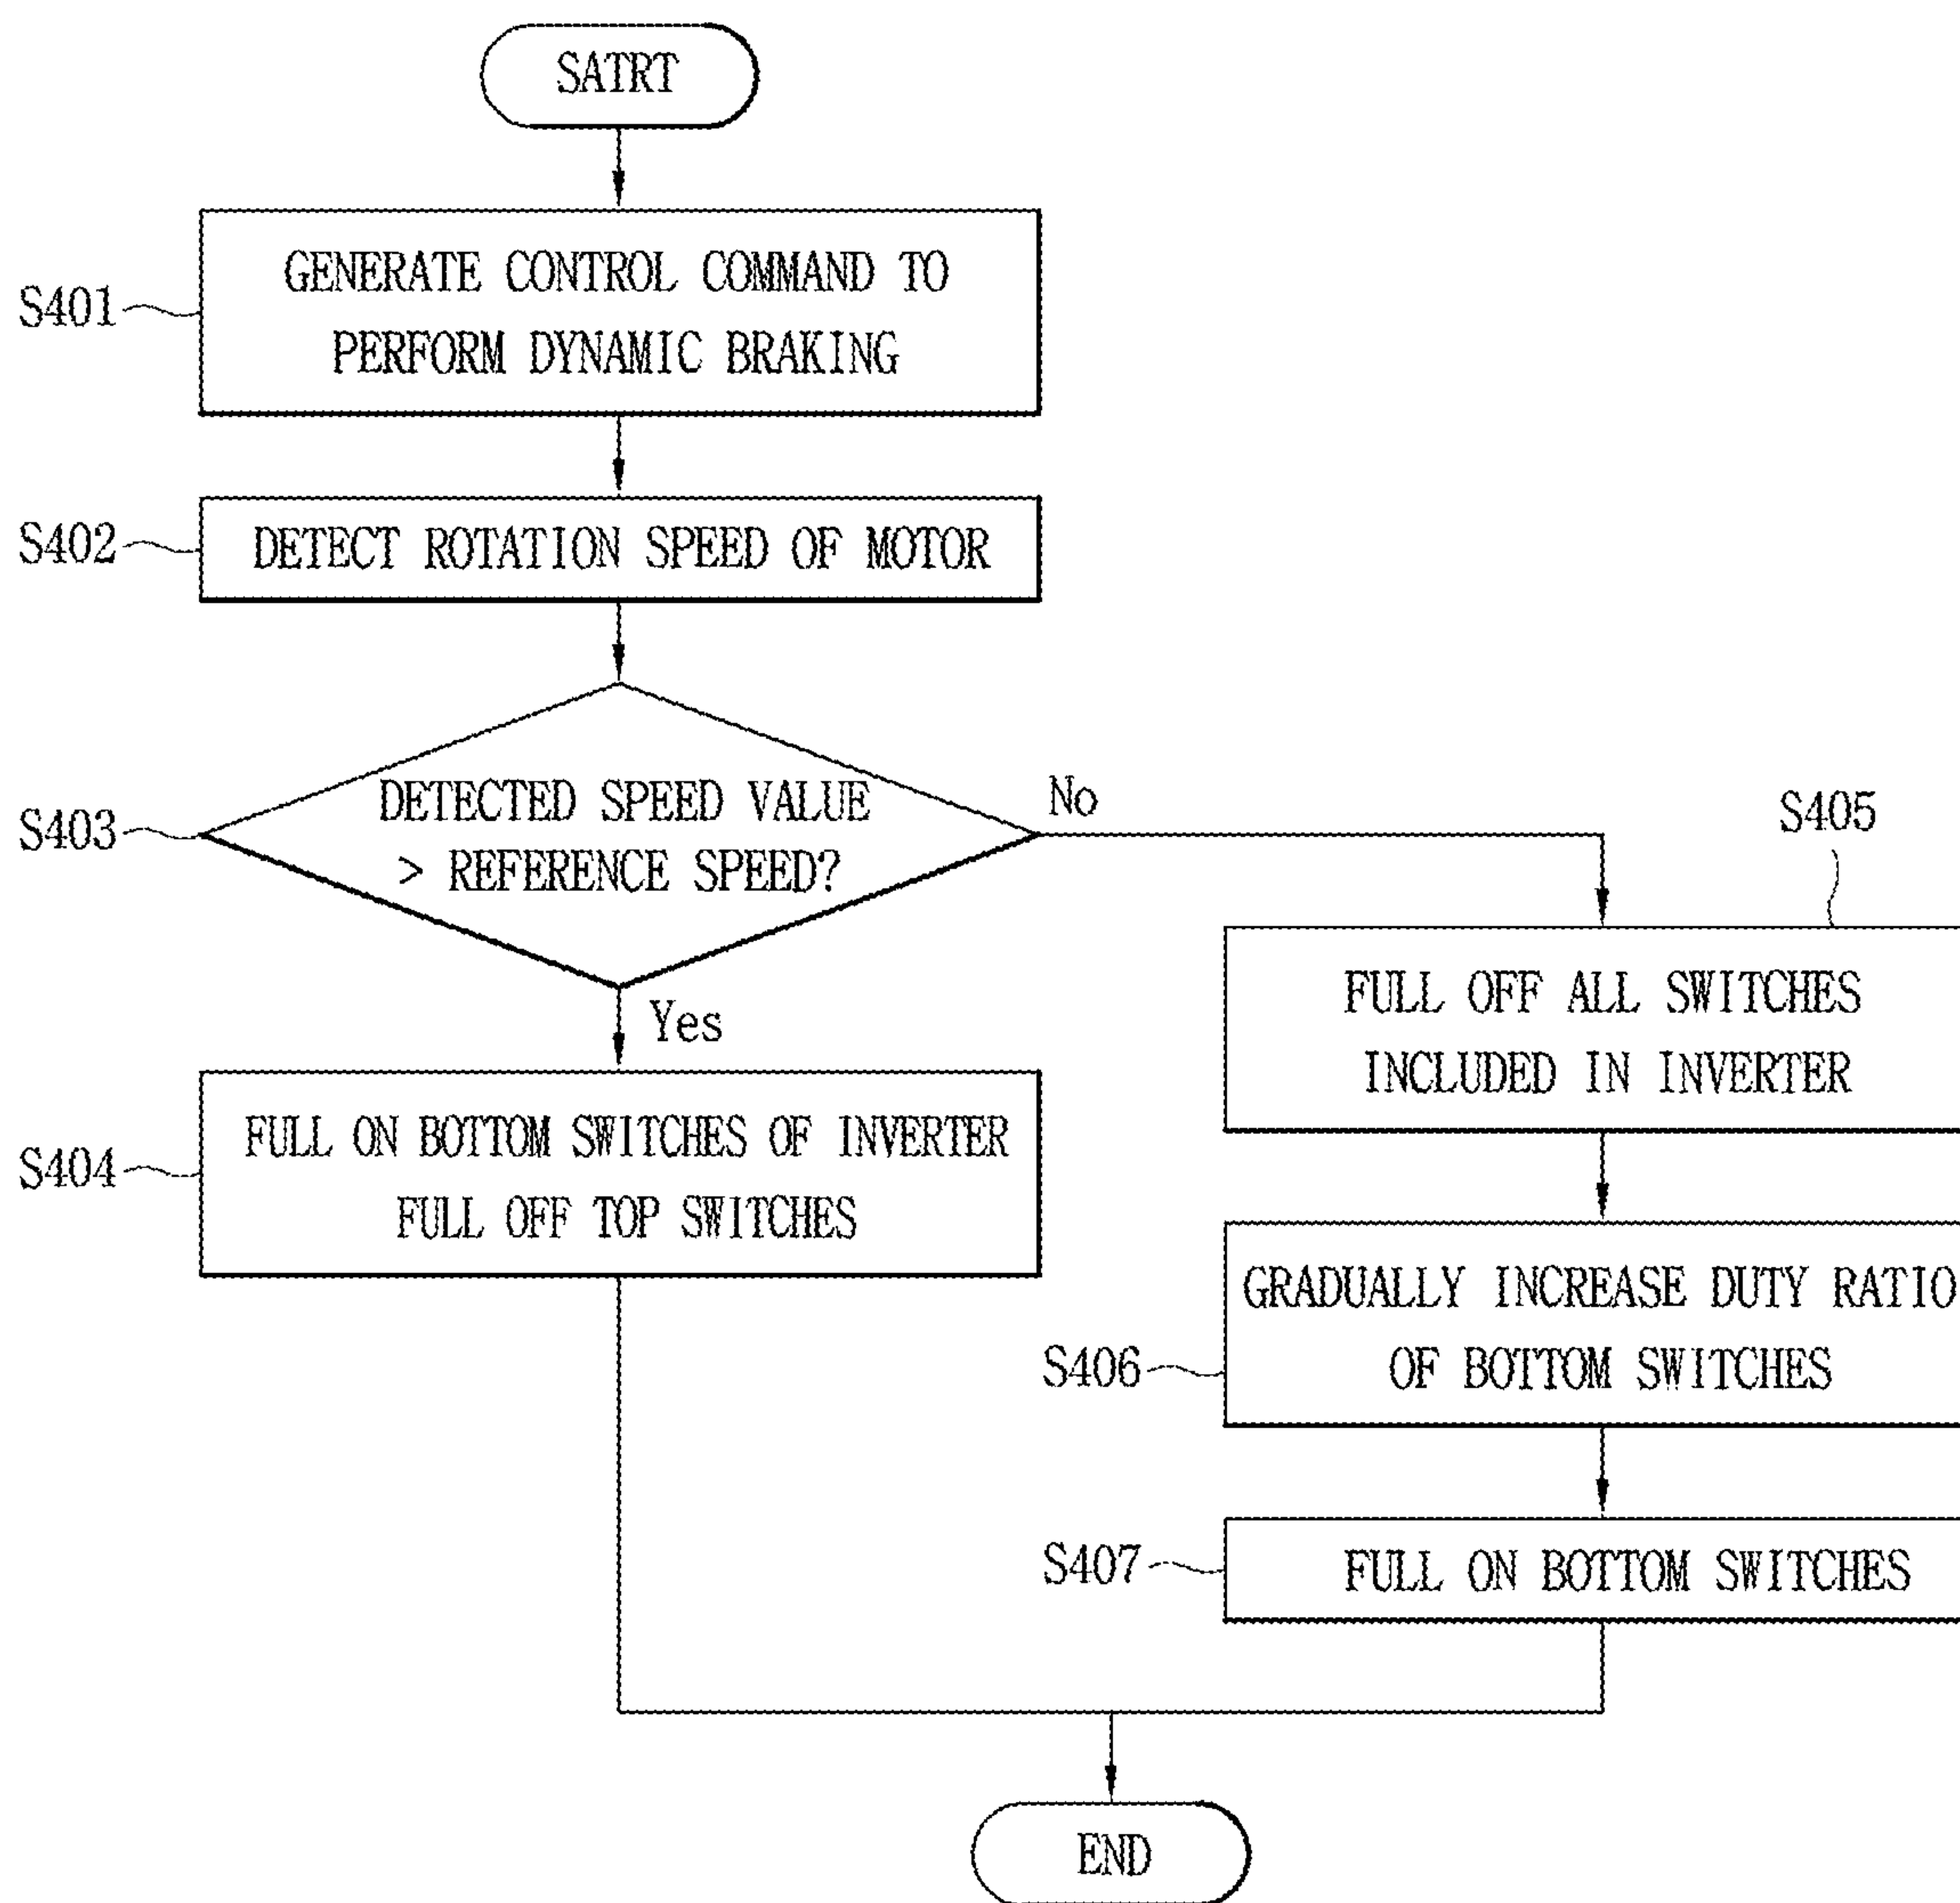 SATRT
S401
GENERATE CONTROL COMMAND TO
PERFORM DYNAMIC BRAKING
S402
DETECT ROTATION SPEED OF MOTOR
S403
DETECTED SPEED VALUE
> REFERENCE SPEED?
No
Yes
S404
FULL ON BOTTOM SWITCHES OF INVERTER
FULL OFF TOP SWITCHES
S405
FULL OFF ALL SWITCHES
INCLUDED IN INVERTER
S406
GRADUALLY INCREASE DUTY RATIO
OF BOTTOM SWITCHES
S407
FULL ON BOTTOM SWITCHES
END